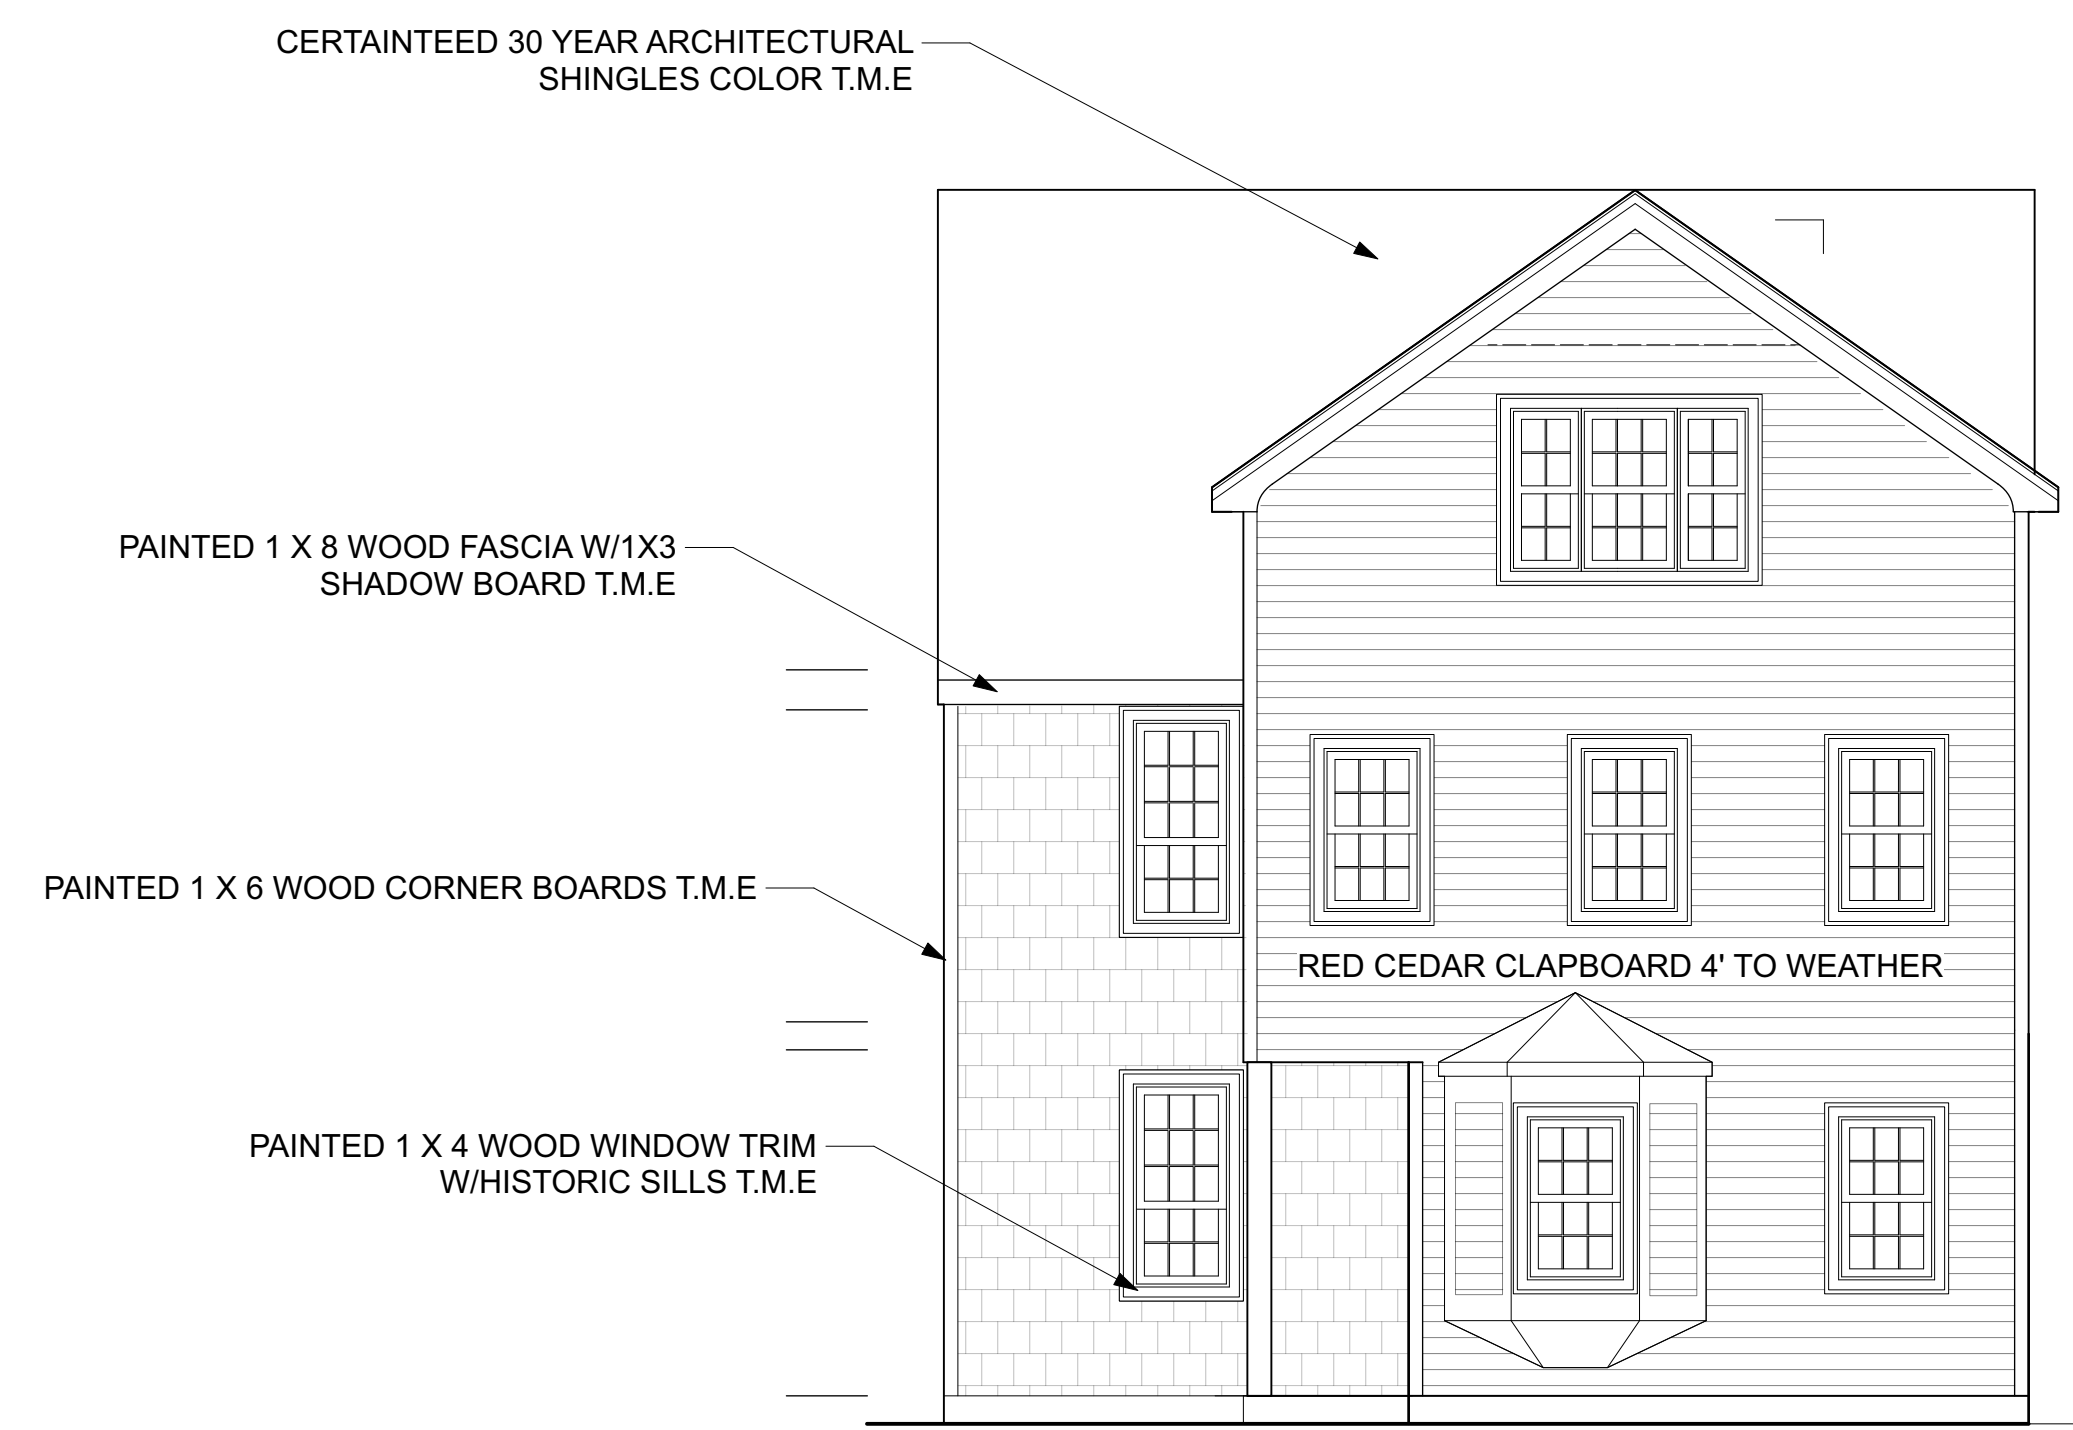 CERTAINTEED 30 YEAR ARCHITECTURAL
SHINGLES COLOR T.M.E
PAINTED 1 X 8 WOOD FASCIA W/1X3
SHADOW BOARD T.M.E
PAINTED 1 X 6 WOOD CORNER BOARDS T.M.E
RED CEDAR CLAPBOARD 4' TO WEATHER
PAINTED 1 X 4 WOOD WINDOW TRIM
W/HISTORIC SILLS T.M.E